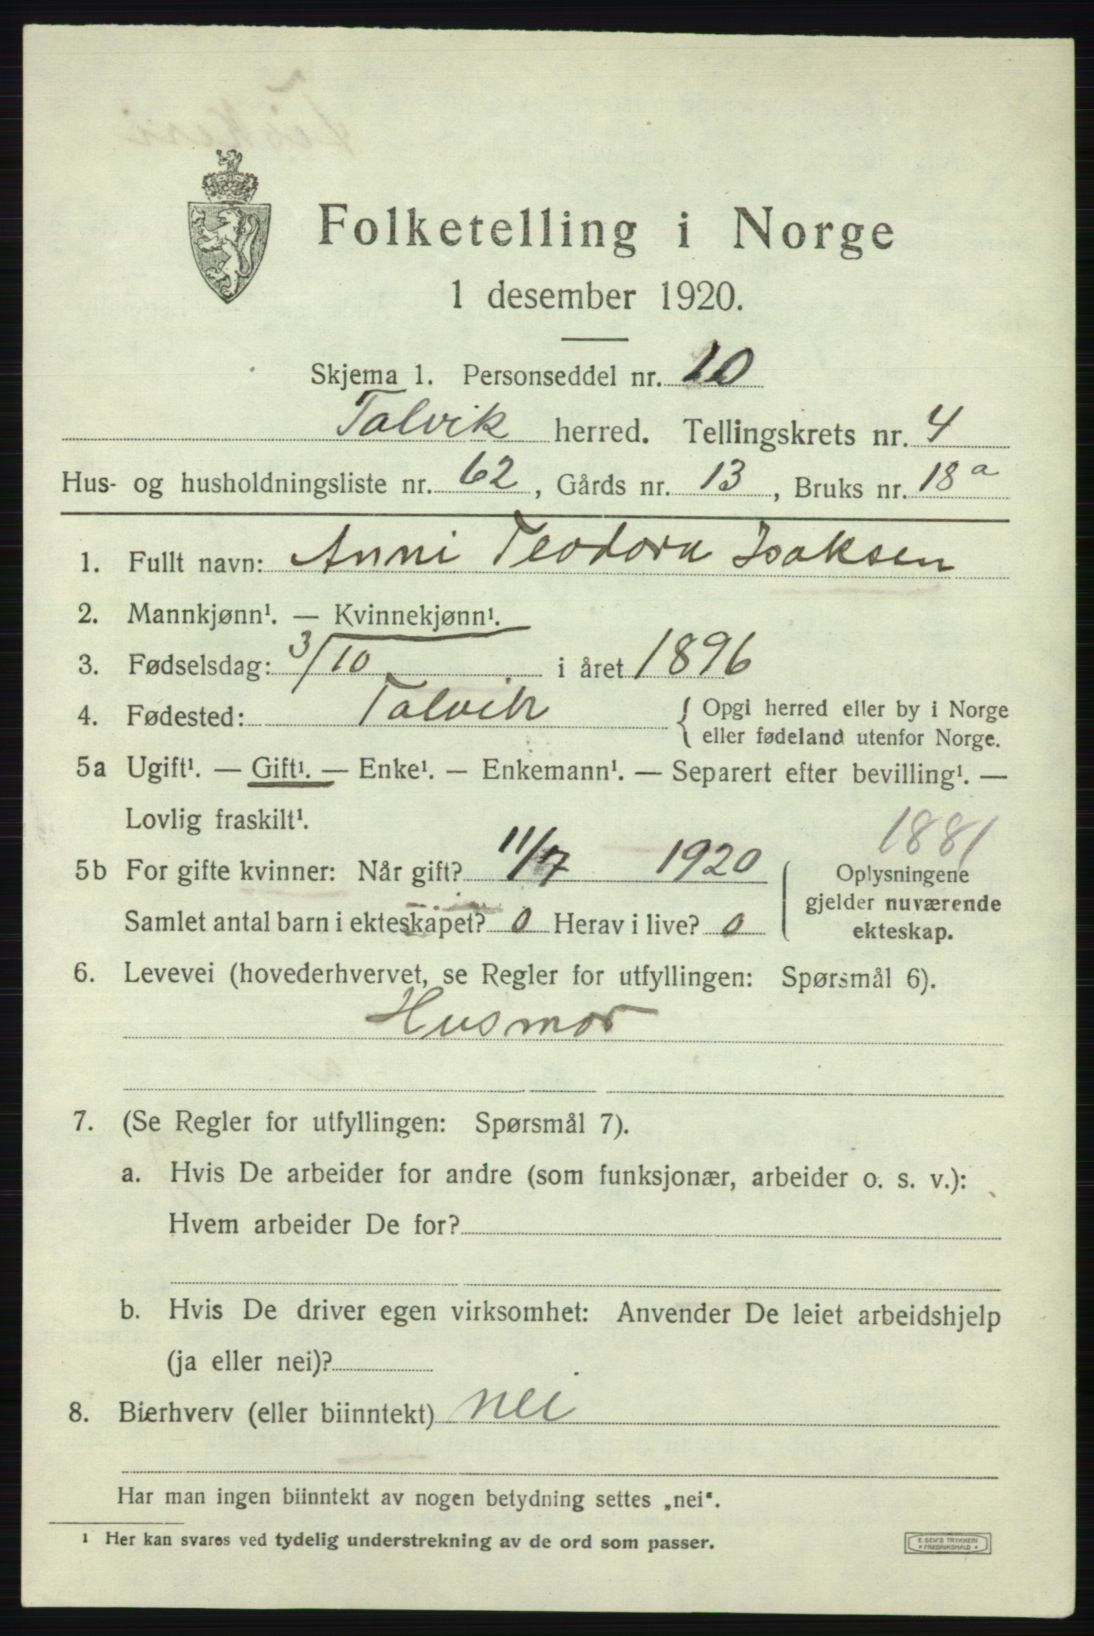 Folketelling i Norge
1 desember 1920.
Skjema 1. Personseddel nr. 10
Talvik herred. Tellingskrets nr. 4
Hus- og husholdningsliste nr. 62, Gårds nr. 13, Bruks nr. 18a
1. Fullt navn: Anni Teodora Isaksen
2. Mannkjønn¹. — Kvinnekjønn¹.
3. Fødselsdag: 3/10 i året 1896
4. Fødested: Talvik { Opgi herred eller by i Norge
eller fødeland utenfor Norge.
5a Ugift¹. — Gift¹. — Enke¹. — Enkemann¹. — Separert efter bevilling¹. —
Lovlig fraskilt¹.
1881
5b For gifte kvinner: Når gift? 11/7 1920 Oplysningene
gjelder nuværende
Samlet antal barn i ekteskapet? 0 Herav i live? 0 ekteskap.
6. Levevei (hovederhvervet, se Regler for utfyllingen: Spørsmål 6).
Husmor
7. (Se Regler for utfyllingen: Spørsmål 7).
a. Hvis De arbeider for andre (som funksjonær, arbeider o. s. v.):
Hvem arbeider De for?
b. Hvis De driver egen virksomhet: Anvender De leiet arbeidshjelp
(ja eller nei)?
8. Bierhverv (eller biinntekt) nei
Har man ingen biinntekt av nogen betydning settes „nei“.
¹ Her kan svares ved tydelig understrekning av de ord som passer.
E. SEM'S TRYKKERI
FREDRIKSHALD